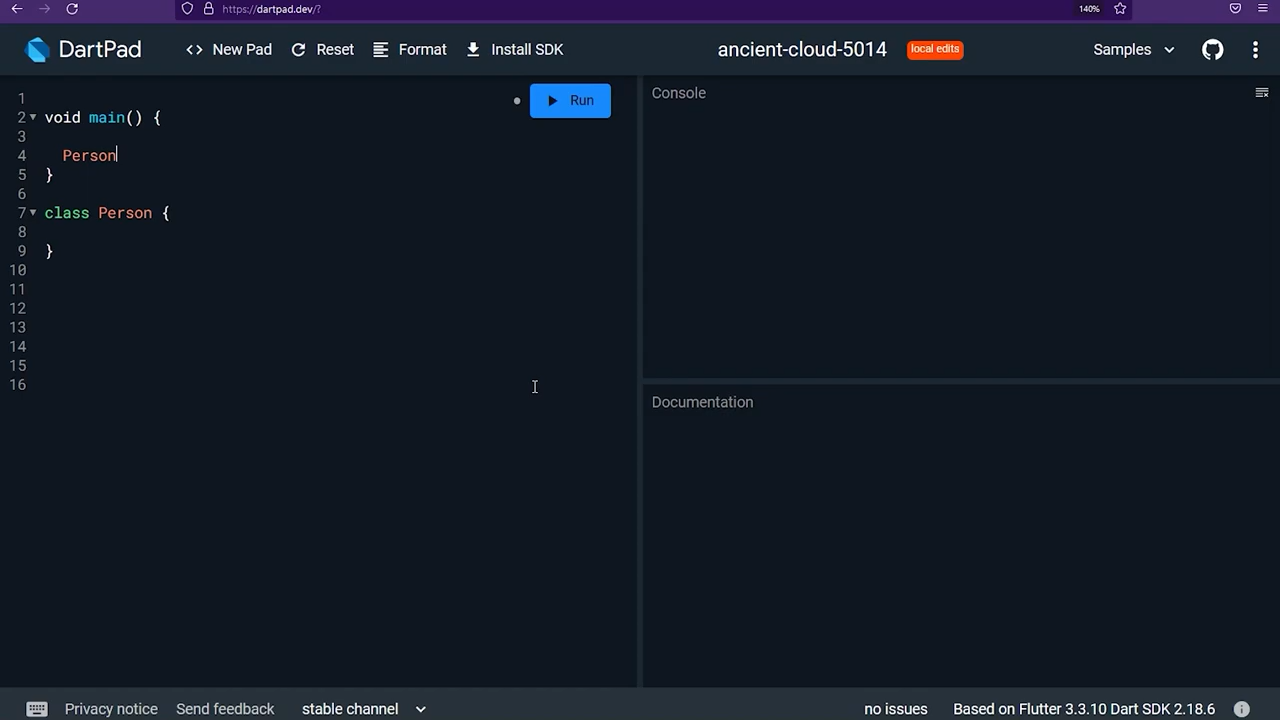 https://dartpad.dev/? 140%
DartPad <> New Pad Reset Format Install SDK ancient-cloud-5014 local edits Samples
Run
1
2 void main() {
3
4 Person
5 }
6
7 class Person {
8
9 }
10
11
12
13
14
15
16
Console
Documentation
Privacy notice Send feedback stable channel no issues Based on Flutter 3.3.10 Dart SDK 2.18.6